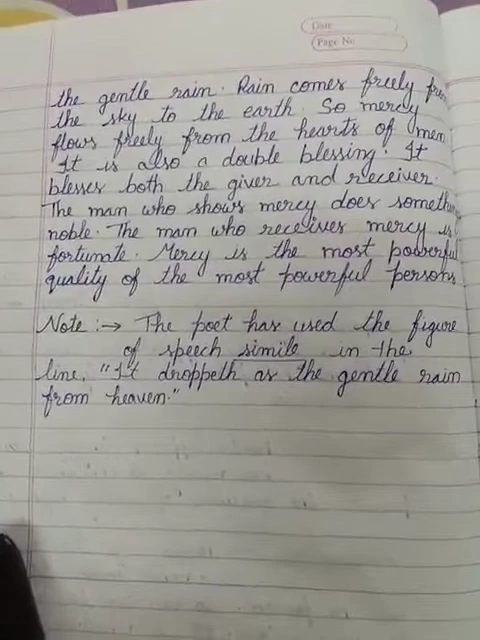 Date
Page No
the gentle rain. Rain comes freely from
the sky to the earth. So mercy
flows freely from the hearts of men
It is also a double blessing. It
blesses both the giver and receiver.
The man who shows mercy does somethin
noble. The man who receives mercy is
fortunate. Mercy is the most powerful
quality of the most powerful persons
Note :→ The poet has used the figure
of speech simile in the
line, "It droppeth as the gentle rain
from heaven."